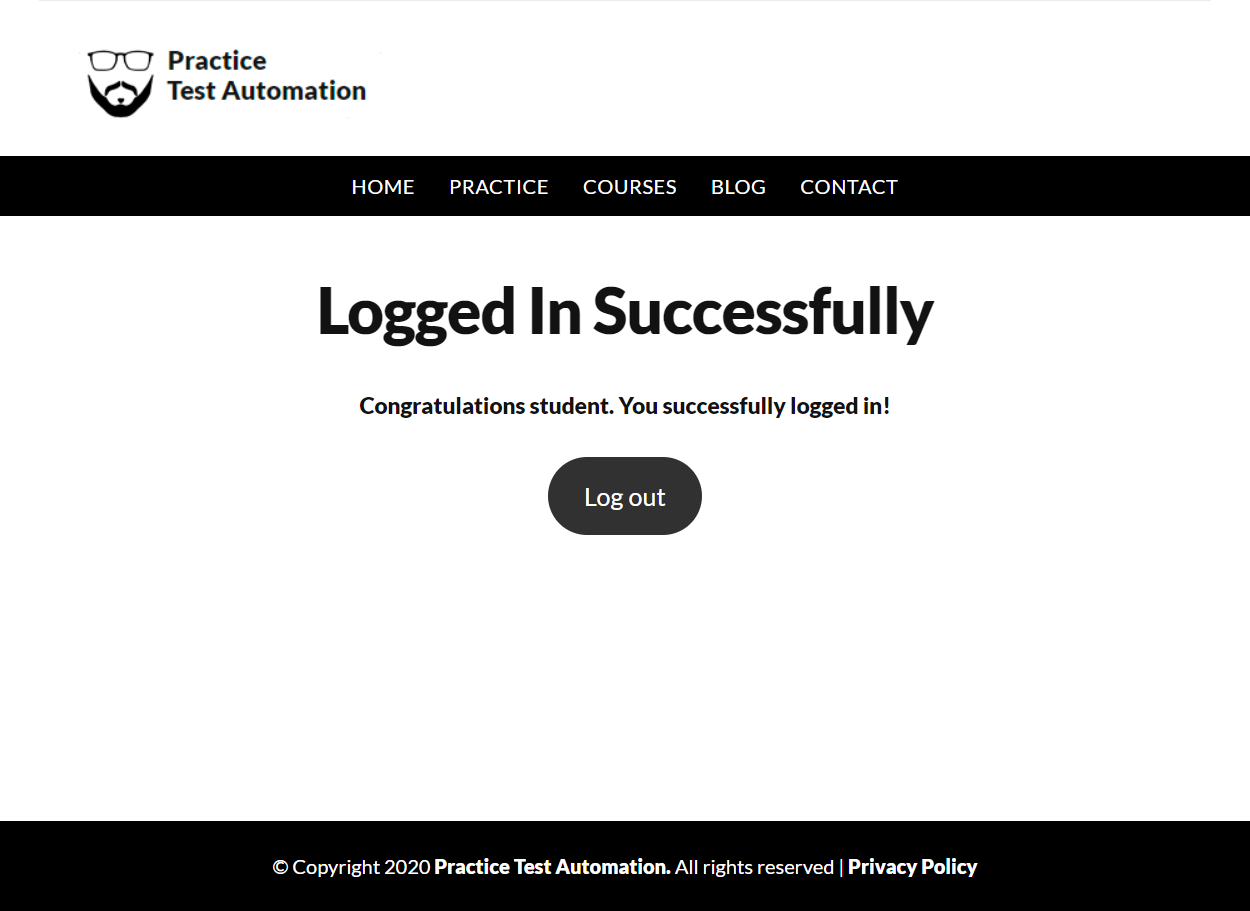 Practice
Test Automation
HOME PRACTICE COURSES BLOG CONTACT
Logged In Successfully
Congratulations student. You successfully logged in!
Log out
© Copyright 2020 Practice Test Automation. All rights reserved | Privacy Policy